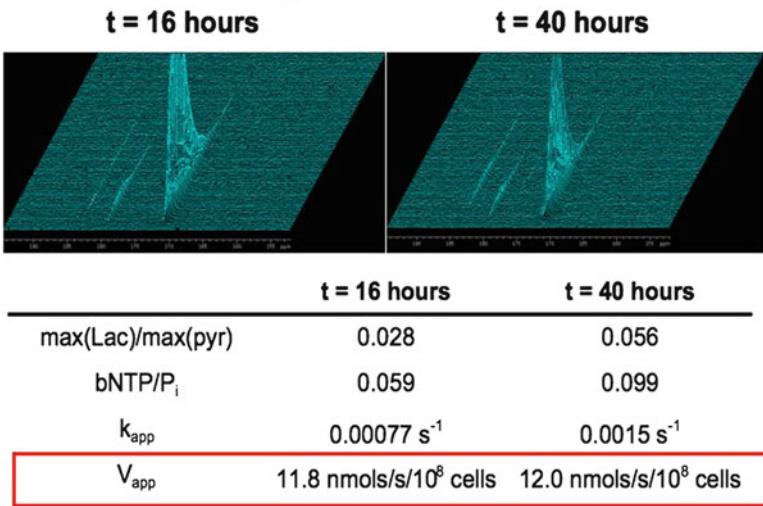 t = 16 hours t = 40 hours
t = 16 hours t = 40 hours
max(Lac)/max(pyr) 0.028 0.056
bNTP/Pᵢ 0.059 0.099
kₐₚₚ 0.00077 s⁻¹ 0.0015 s⁻¹
Vₐₚₚ 11.8 nmols/s/10⁸ cells 12.0 nmols/s/10⁸ cells